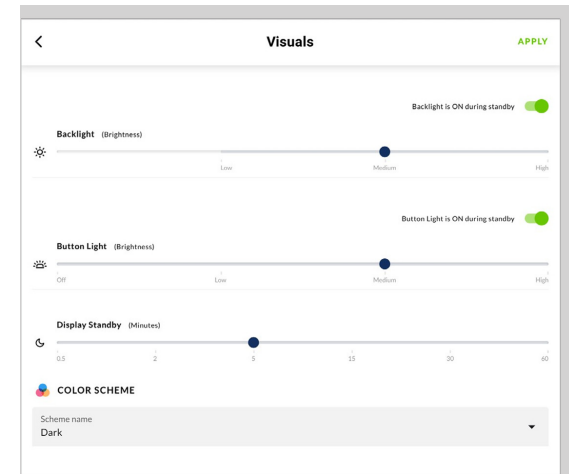 Visuals
APPLY
Backlight is ON during standby
Backlight (Brightness)
Low Medium High
Button Light is ON during standby
Button Light (Brightness)
Off Low Medium High
Display Standby (Minutes)
0.5 2 5 15 30 60
COLOR SCHEME
Scheme name
Dark